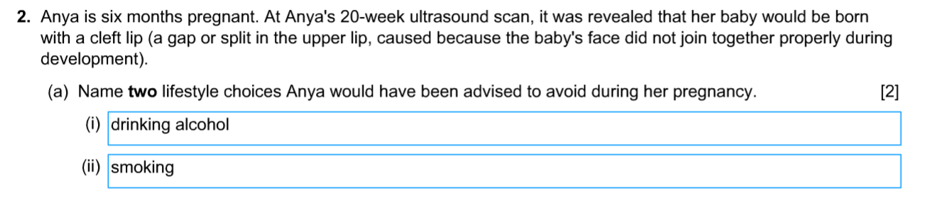 2. Anya is six months pregnant. At Anya's 20-week ultrasound scan, it was revealed that her baby would be born
with a cleft lip (a gap or split in the upper lip, caused because the baby's face did not join together properly during
development).
(a) Name two lifestyle choices Anya would have been advised to avoid during her pregnancy. [2]
(i) drinking alcohol
(ii) smoking